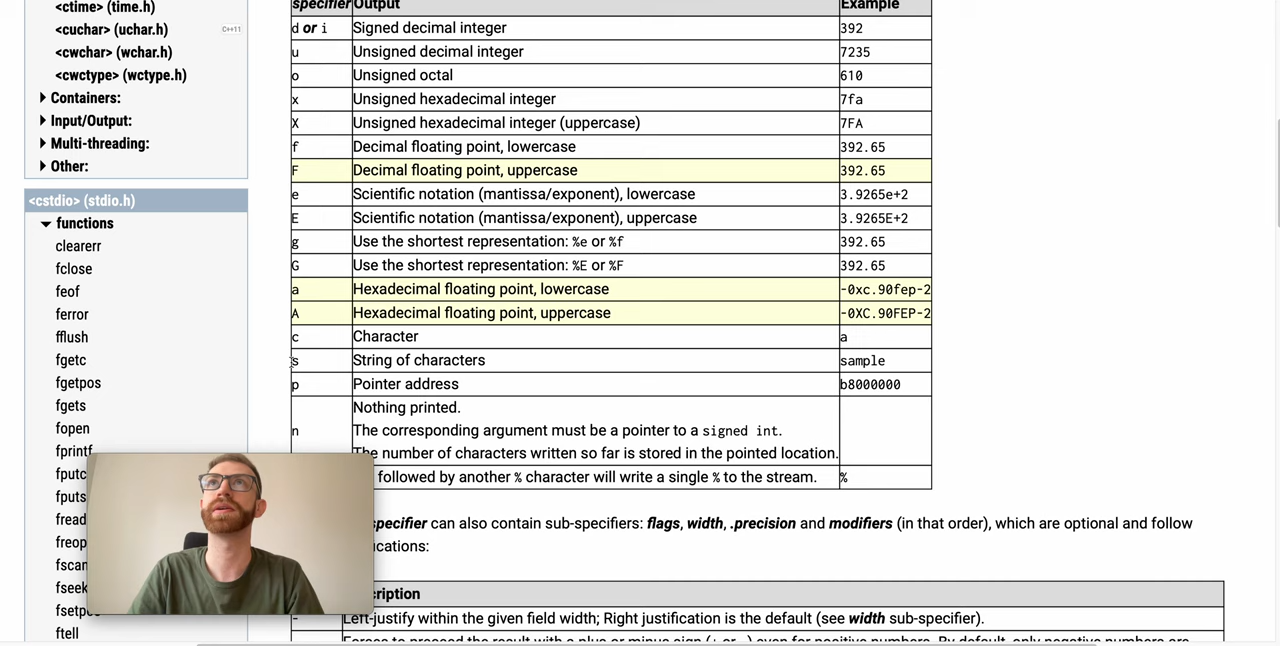 <ctime> (time.h)
<cuchar> (uchar.h) C++11
<cwchar> (wchar.h)
<cwctype> (wctype.h)
Containers:
Input/Output:
Multi-threading:
Other:
<cstdio> (stdio.h)
functions
clearerr
fclose
feof
ferror
fflush
fgetc
fgetpos
fgets
fopen
fprintf
fputc
fputs
fread
freop
fscan
fseek
fsetpo
ftell
specifier Output Example
d or i Signed decimal integer 392
u Unsigned decimal integer 7235
o Unsigned octal 610
x Unsigned hexadecimal integer 7fa
X Unsigned hexadecimal integer (uppercase) 7FA
f Decimal floating point, lowercase 392.65
F Decimal floating point, uppercase 392.65
e Scientific notation (mantissa/exponent), lowercase 3.9265e+2
E Scientific notation (mantissa/exponent), uppercase 3.9265E+2
g Use the shortest representation: %e or %f 392.65
G Use the shortest representation: %E or %F 392.65
a Hexadecimal floating point, lowercase -0xc.90fep-2
A Hexadecimal floating point, uppercase -0XC.90FEP-2
c Character a
s String of characters sample
p Pointer address b8000000
Nothing printed.
n The corresponding argument must be a pointer to a signed int.
The number of characters written so far is stored in the pointed location.
followed by another % character will write a single % to the stream. %
specifier can also contain sub-specifiers: flags, width, .precision and modifiers (in that order), which are optional and follow
ications:
ription
- Left-justify within the given field width; Right justification is the default (see width sub-specifier).